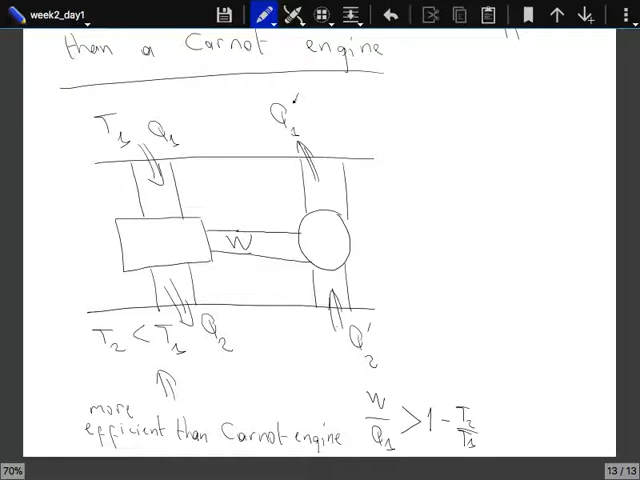 week2_day1
than a Carnot engine
T₁ Q₁ Q₁'
W
T₂ < T₁ Q₂ Q₂'
more
efficient than Carnot engine W/Q₁ > 1 - T₂/T₁
70% 13 / 13